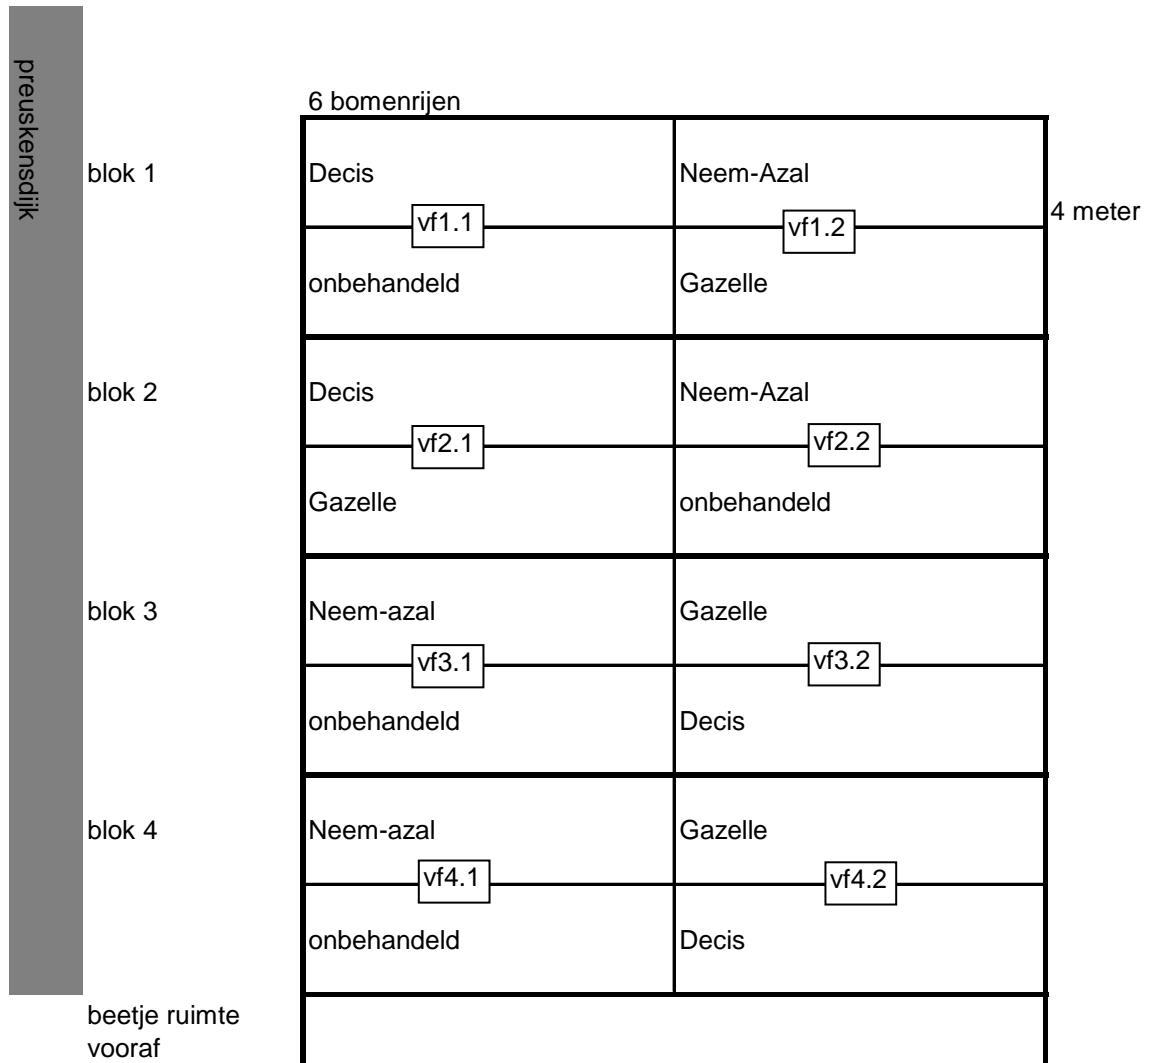 preuskensdijk
6 bomenrijen
blok 1
Decis
Neem-Azal
4 meter
vf1.1
vf1.2
onbehandeld
Gazelle
blok 2
Decis
Neem-Azal
vf2.1
vf2.2
Gazelle
onbehandeld
blok 3
Neem-azal
Gazelle
vf3.1
vf3.2
onbehandeld
Decis
blok 4
Neem-azal
Gazelle
vf4.1
vf4.2
onbehandeld
Decis
beetje ruimte
vooraf